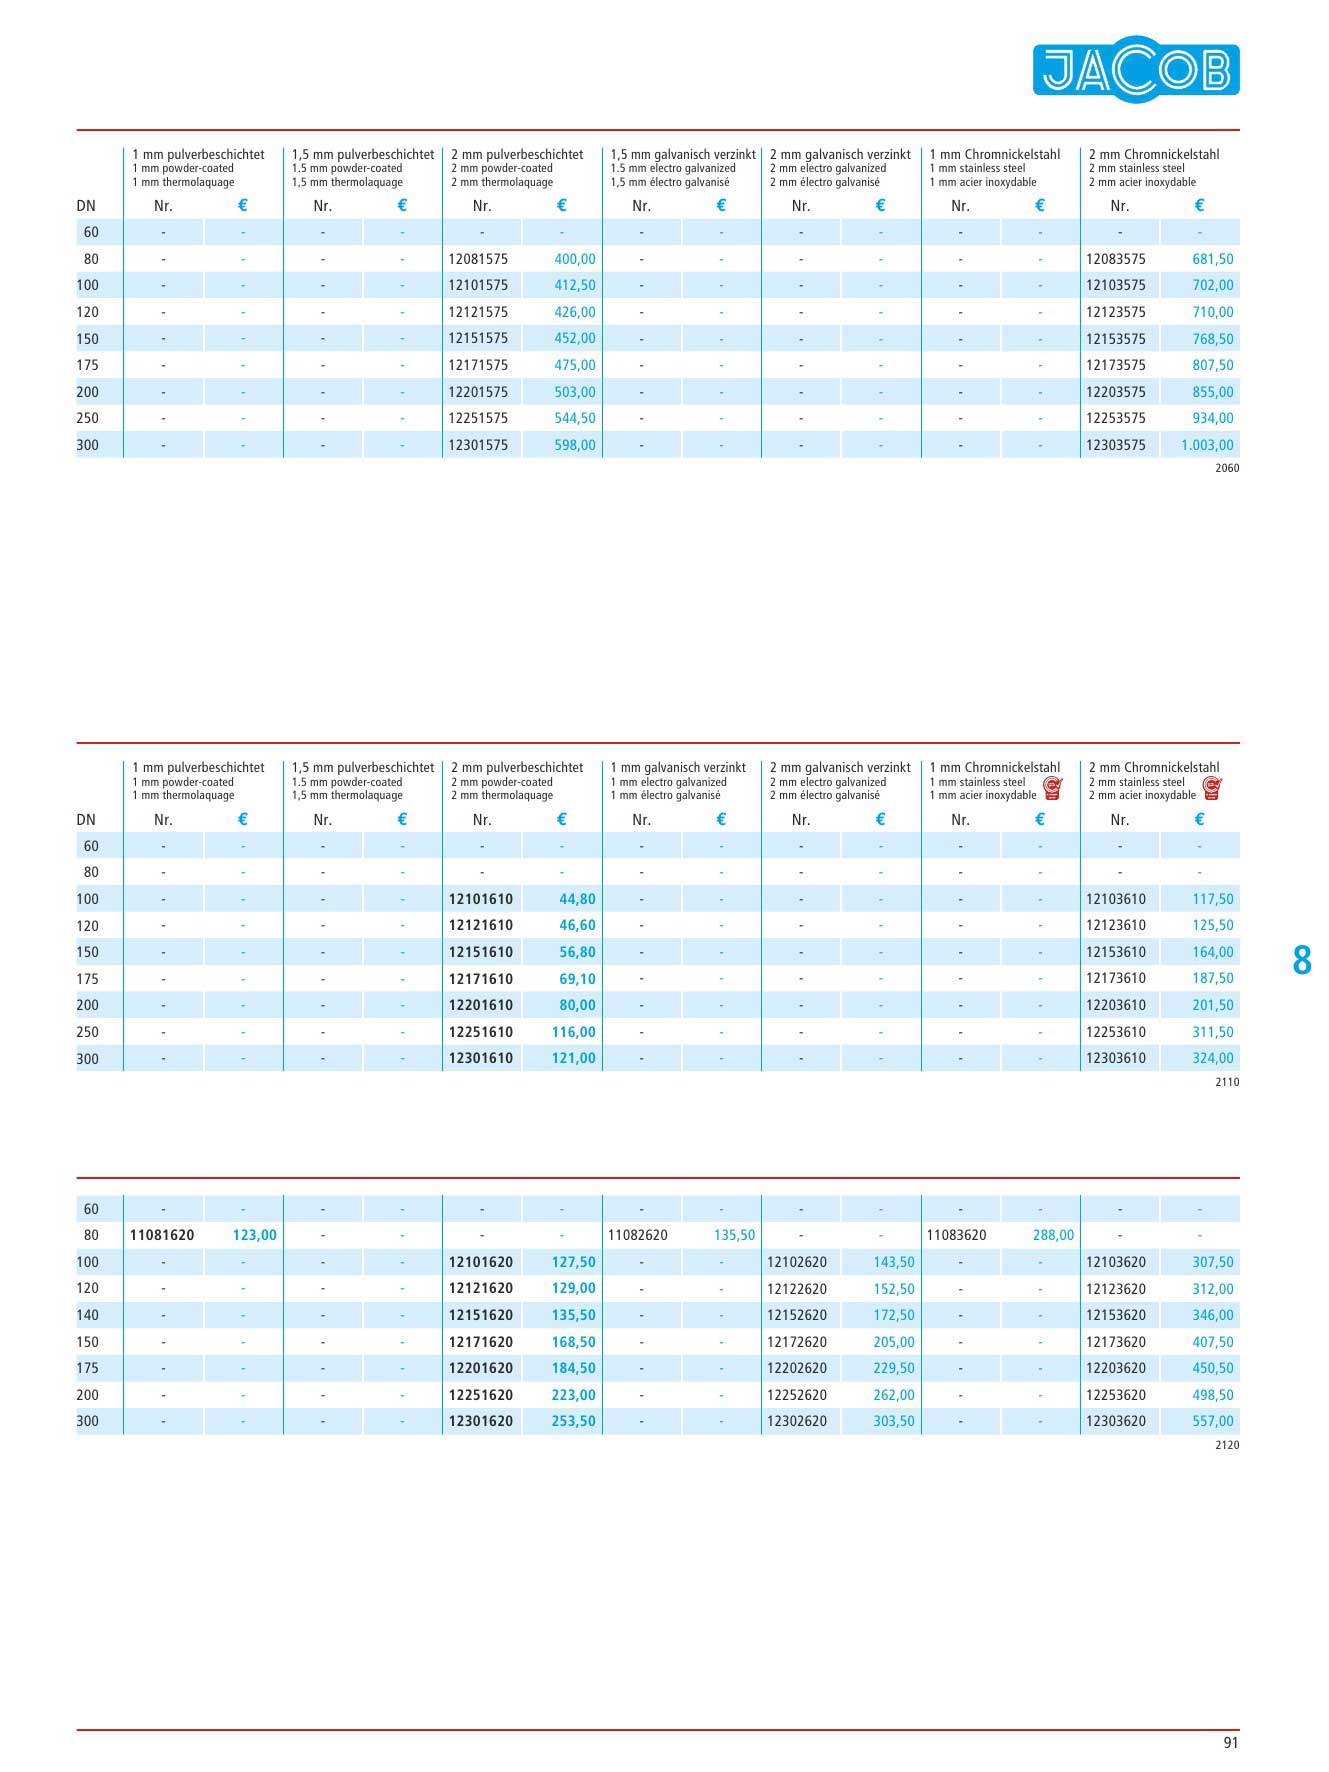 JACOB
1 mm pulverbeschichtet 1,5 mm pulverbeschichtet 2 mm pulverbeschichtet 1,5 mm galvanisch verzinkt 2 mm galvanisch verzinkt 1 mm Chromnickelstahl 2 mm Chromnickelstahl
1 mm powder-coated 1.5 mm powder-coated 2 mm powder-coated 1.5 mm electro galvanized 2 mm electro galvanized 1 mm stainless steel 2 mm stainless steel
1 mm thermolaquage 1,5 mm thermolaquage 2 mm thermolaquage 1,5 mm électro galvanisé 2 mm électro galvanisé 1 mm acier inoxydable 2 mm acier inoxydable
DN Nr. € Nr. € Nr. € Nr. € Nr. € Nr. € Nr. €
60 - - - - - - - - - - - - - -
80 - - - - 12081575 400,00 - - - - - - 12083575 681,50
100 - - - - 12101575 412,50 - - - - - - 12103575 702,00
120 - - - - 12121575 426,00 - - - - - - 12123575 710,00
150 - - - - 12151575 452,00 - - - - - - 12153575 768,50
175 - - - - 12171575 475,00 - - - - - - 12173575 807,50
200 - - - - 12201575 503,00 - - - - - - 12203575 855,00
250 - - - - 12251575 544,50 - - - - - - 12253575 934,00
300 - - - - 12301575 598,00 - - - - - - 12303575 1.003,00
2060
1 mm pulverbeschichtet 1,5 mm pulverbeschichtet 2 mm pulverbeschichtet 1 mm galvanisch verzinkt 2 mm galvanisch verzinkt 1 mm Chromnickelstahl 2 mm Chromnickelstahl
1 mm powder-coated 1.5 mm powder-coated 2 mm powder-coated 1 mm electro galvanized 2 mm electro galvanized 1 mm stainless steel 2 mm stainless steel
1 mm thermolaquage 1,5 mm thermolaquage 2 mm thermolaquage 1 mm électro galvanisé 2 mm électro galvanisé 1 mm acier inoxydable 2 mm acier inoxydable
DN Nr. € Nr. € Nr. € Nr. € Nr. € Nr. € Nr. €
60 - - - - - - - - - - - - - -
80 - - - - - - - - - - - - - -
100 - - - - 12101610 44,80 - - - - - - 12103610 117,50
120 - - - - 12121610 46,60 - - - - - - 12123610 125,50
150 - - - - 12151610 56,80 - - - - - - 12153610 164,00
175 - - - - 12171610 69,10 - - - - - - 12173610 187,50
200 - - - - 12201610 80,00 - - - - - - 12203610 201,50
250 - - - - 12251610 116,00 - - - - - - 12253610 311,50
300 - - - - 12301610 121,00 - - - - - - 12303610 324,00
2110
8
60 - - - - - - - - - - - - - -
80 11081620 123,00 - - - - 11082620 135,50 - - 11083620 288,00 - -
100 - - - - 12101620 127,50 - - 12102620 143,50 - - 12103620 307,50
120 - - - - 12121620 129,00 - - 12122620 152,50 - - 12123620 312,00
140 - - - - 12151620 135,50 - - 12152620 172,50 - - 12153620 346,00
150 - - - - 12171620 168,50 - - 12172620 205,00 - - 12173620 407,50
175 - - - - 12201620 184,50 - - 12202620 229,50 - - 12203620 450,50
200 - - - - 12251620 223,00 - - 12252620 262,00 - - 12253620 498,50
300 - - - - 12301620 253,50 - - 12302620 303,50 - - 12303620 557,00
2120
91